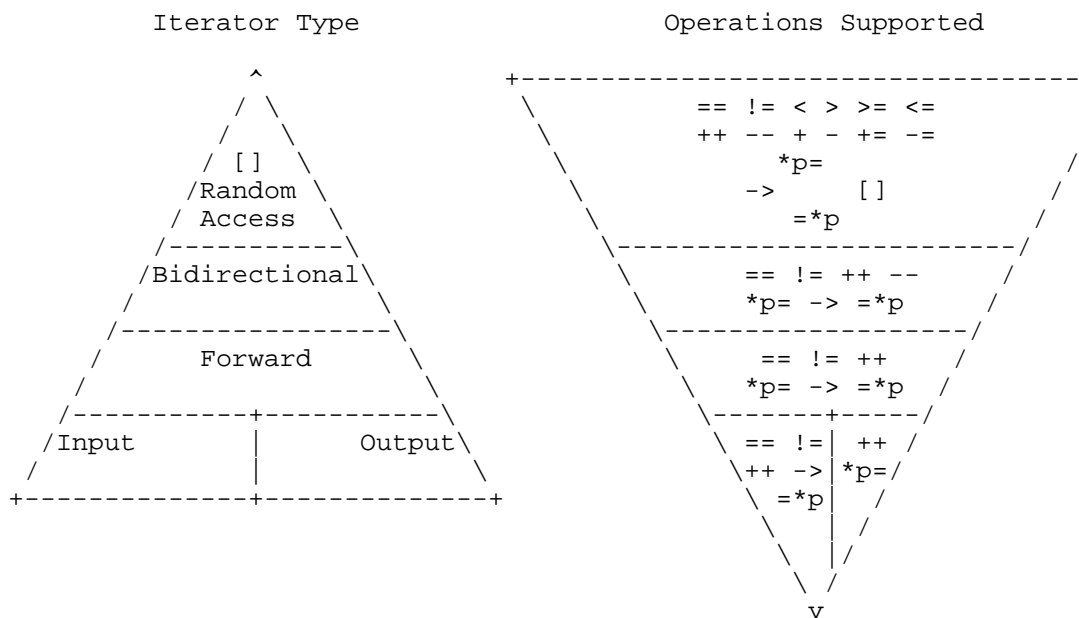 Iterator Type
Operations Supported
[]
Random
Access
Bidirectional
Forward
Input
Output
== != < > >= <=
++ -- + - += -=
*p=
-> []
=*p
== != ++ --
*p= -> =*p
== != ++
*p= -> =*p
== != ++
++ -> *p=
=*p